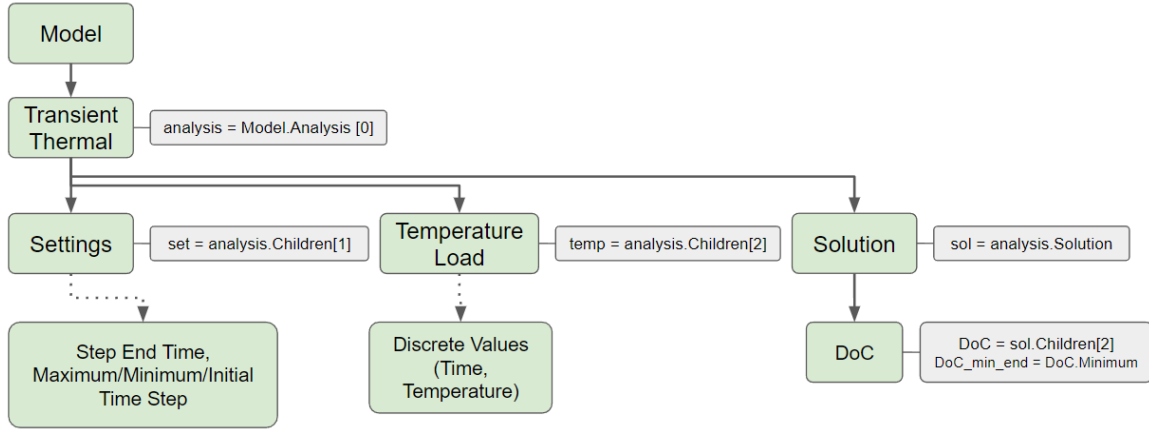 Model
Transient
Thermal
analysis = Model.Analysis [0]
Settings
set = analysis.Children[1]
Temperature
Load
temp = analysis.Children[2]
Solution
sol = analysis.Solution
Step End Time,
Maximum/Minimum/Initial
Time Step
Discrete Values
(Time,
Temperature)
DoC
DoC = sol.Children[2]
DoC_min_end = DoC.Minimum